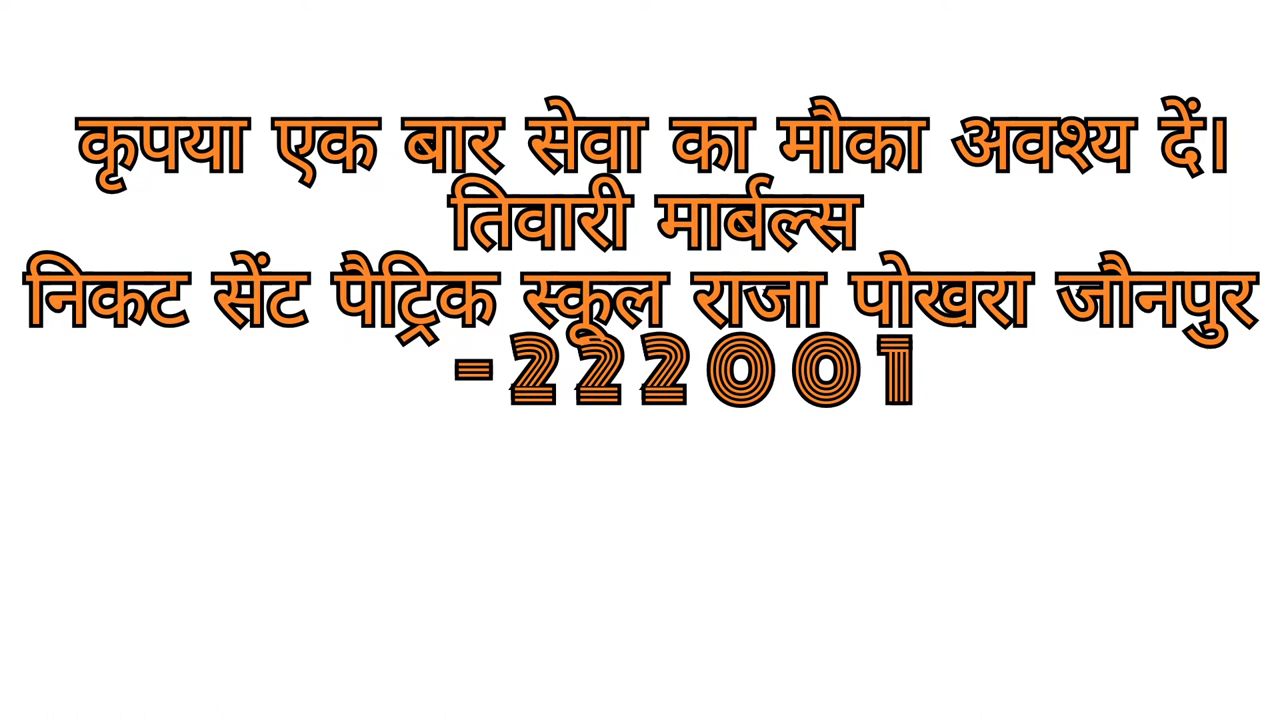 कृपया एक बार सेवा का मौका अवश्य दें।
तिवारी मार्बल्स
निकट सेंट पैट्रिक स्कूल राजा पोखरा जौनपुर
-222001